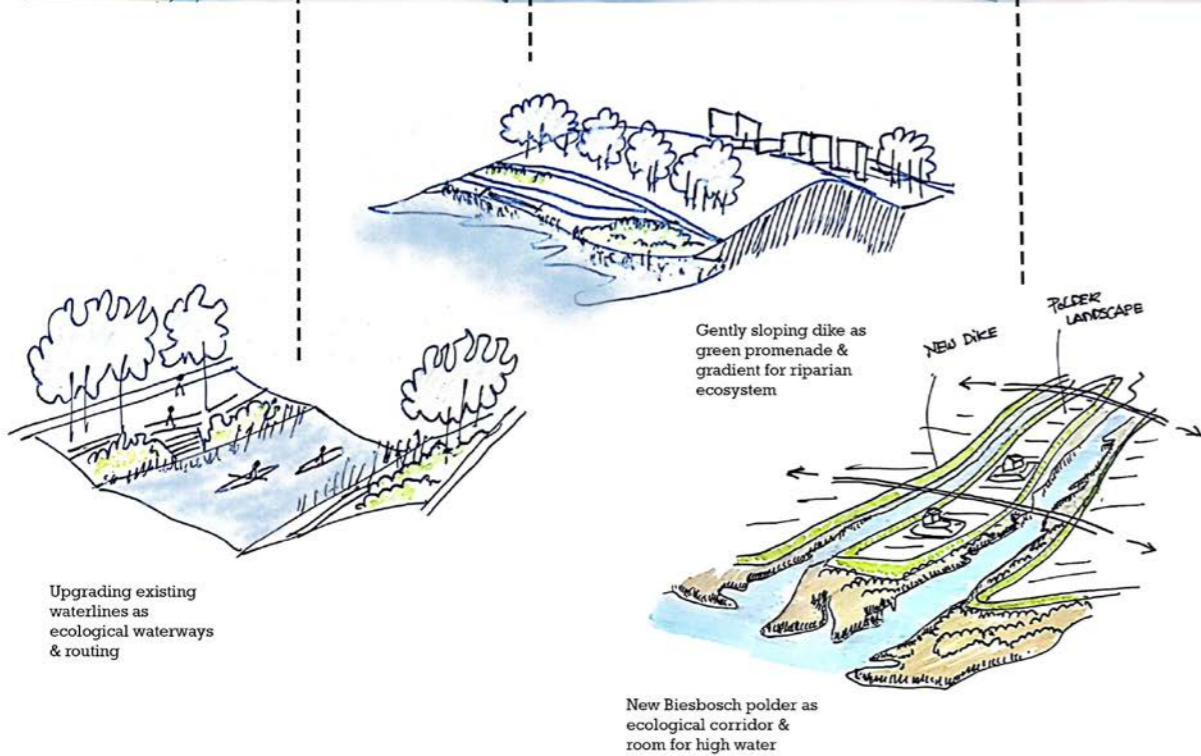 Gently sloping dike as
green promenade &
gradient for riparian
ecosystem
NEW DIKE
POLDER
LANDSCAPE
Upgrading existing
waterlines as
ecological waterways
& routing
New Biesbosch polder as
ecological corridor &
room for high water